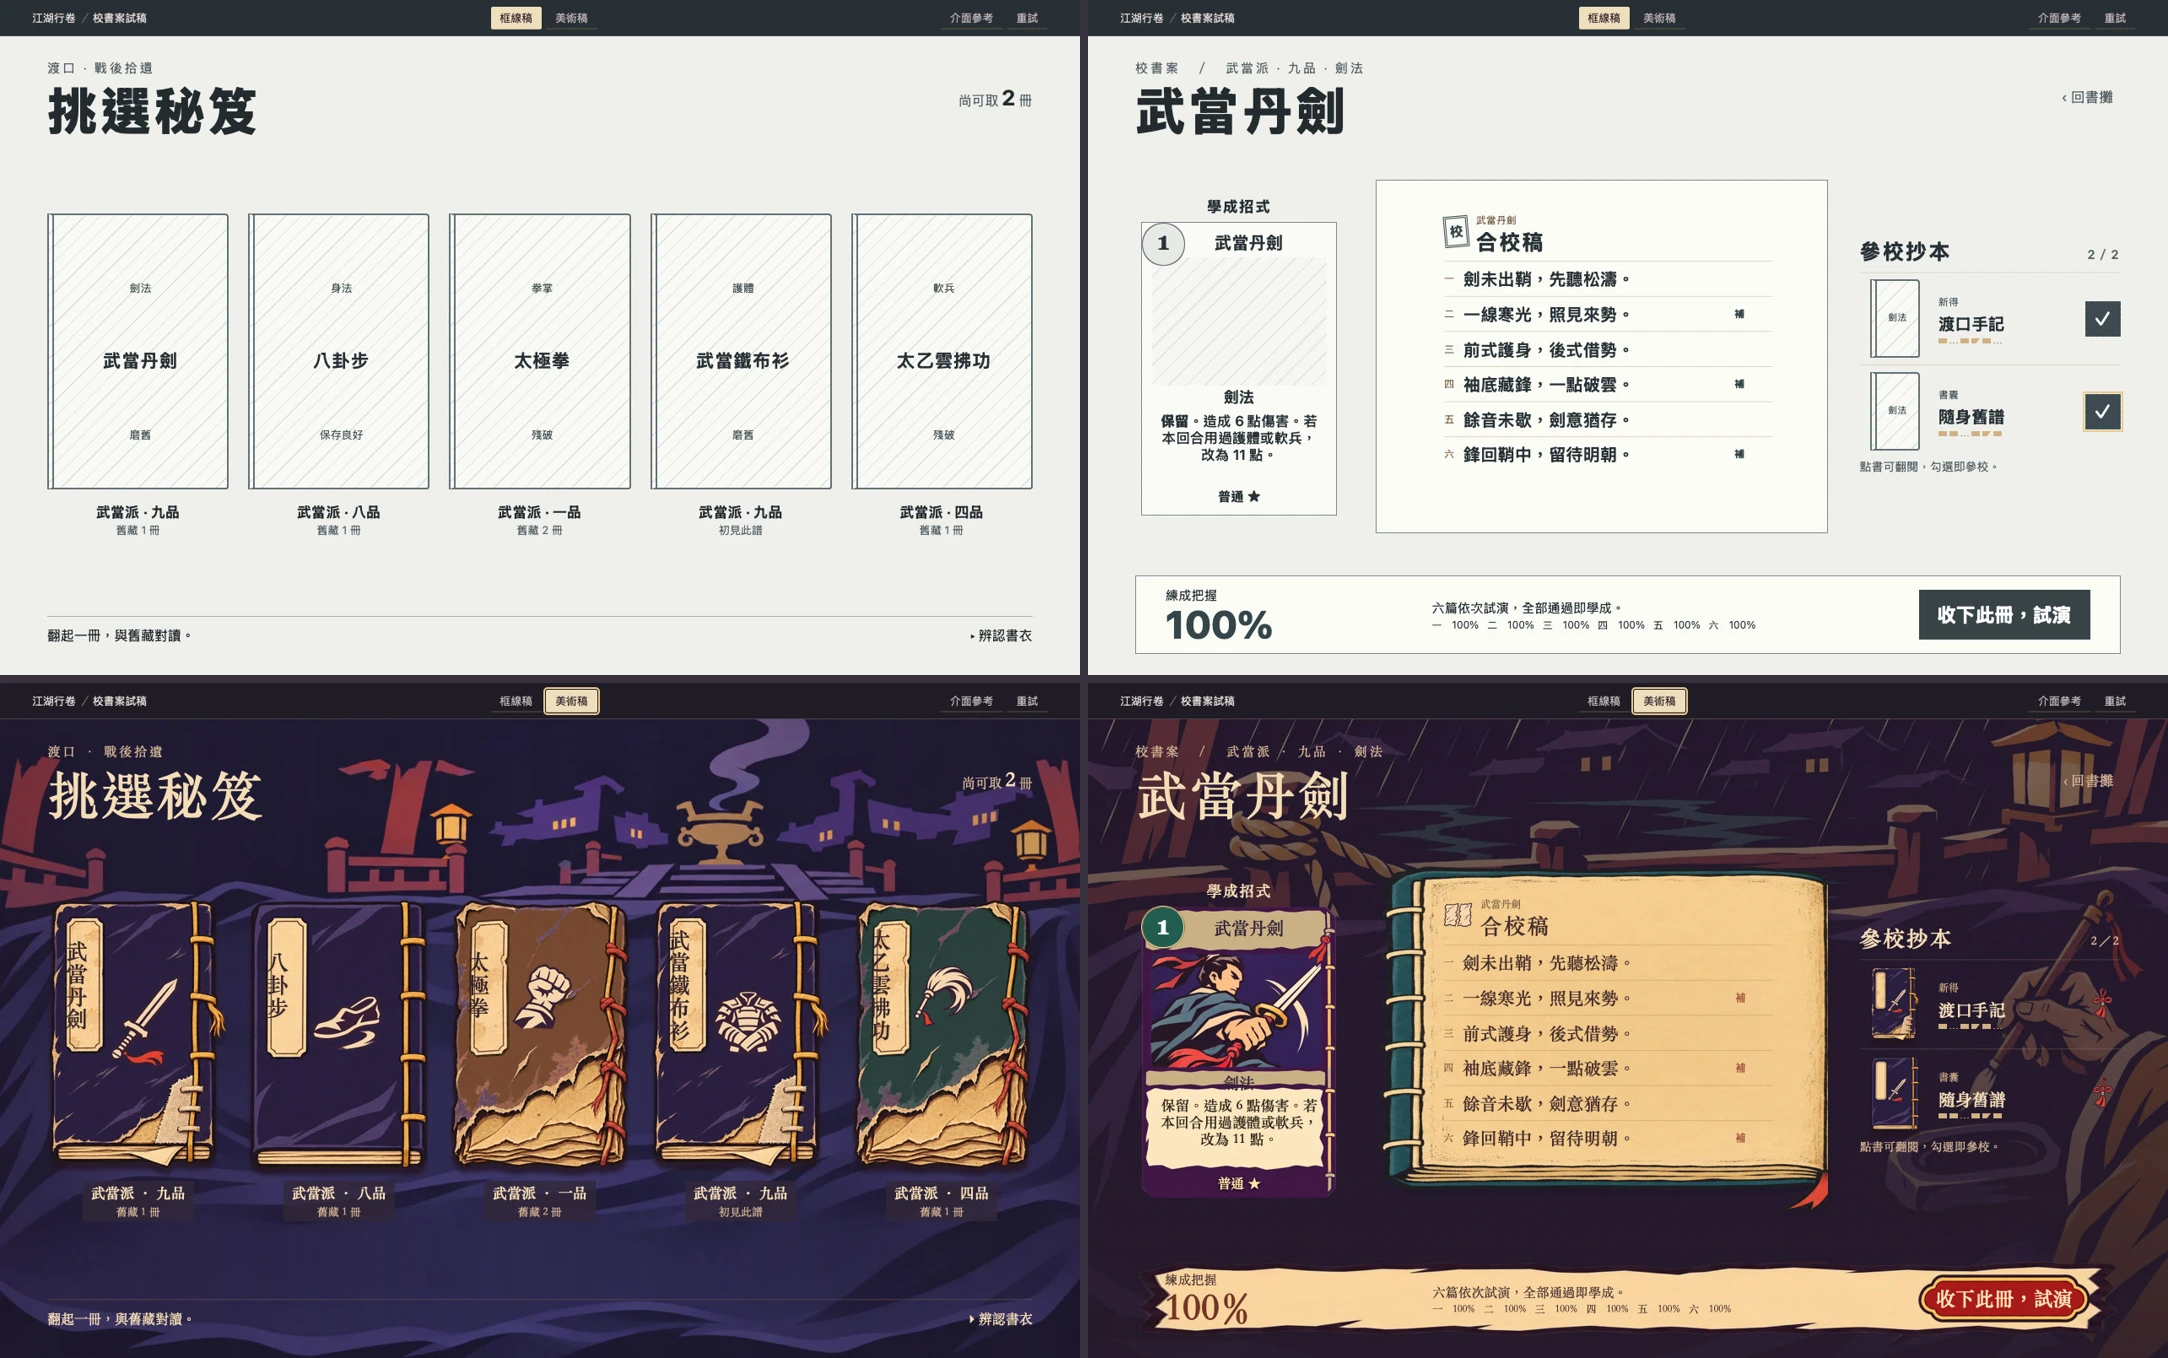 江湖行卷 / 校書案試稿
框線稿 美術稿
介面參考 重試
渡口 · 戰後拾遺
挑選秘笈
尚可取 2 冊
劍法
武當丹劍
磨舊
武當派 · 九品
舊藏 1 冊
身法
八卦步
保存良好
武當派 · 八品
舊藏 1 冊
拳掌
太極拳
殘破
武當派 · 一品
舊藏 2 冊
護體
武當鐵布衫
磨舊
武當派 · 九品
初見此譜
軟兵
太乙雲拂功
殘破
武當派 · 四品
舊藏 1 冊
翻起一冊，與舊藏對讀。
▸ 辨認書衣
江湖行卷 / 校書案試稿
框線稿 美術稿
介面參考 重試
校書案 / 武當派 · 九品 · 劍法
武當丹劍
‹ 回書攤
學成招式
1
武當丹劍
劍法
保留。造成 6 點傷害。若
本回合用過護體或軟兵，
改為 11 點。
普通 ★
校
武當丹劍
合校稿
一 劍未出鞘，先聽松濤。
二 一線寒光，照見來勢。 補
三 前式護身，後式借勢。
四 袖底藏鋒，一點破雲。 補
五 餘音未歇，劍意猶存。
六 鋒回鞘中，留待明朝。 補
參校抄本 2 / 2
劍法
新得
渡口手記
劍法
書囊
隨身舊譜
點書可翻閱，勾選即參校。
練成把握
100%
六篇依次試演，全部通過即學成。
一 100% 二 100% 三 100% 四 100% 五 100% 六 100%
收下此冊，試演
江湖行卷 / 校書案試稿
框線稿 美術稿
介面參考 重試
渡口 · 戰後拾遺
挑選秘笈
尚可取 2 冊
武當丹劍
武當派 · 九品
舊藏 1 冊
八卦步
武當派 · 八品
舊藏 1 冊
太極拳
武當派 · 一品
舊藏 2 冊
武當鐵布衫
武當派 · 九品
初見此譜
太乙雲拂功
武當派 · 四品
舊藏 1 冊
翻起一冊，與舊藏對讀。
▸ 辨認書衣
江湖行卷 / 校書案試稿
框線稿 美術稿
介面參考 重試
校書案 / 武當派 · 九品 · 劍法
武當丹劍
‹ 回書攤
學成招式
1
武當丹劍
劍法
保留。造成 6 點傷害。若
本回合用過護體或軟兵，
改為 11 點。
普通 ★
武當丹劍
合校稿
一 劍未出鞘，先聽松濤。
二 一線寒光，照見來勢。 補
三 前式護身，後式借勢。
四 袖底藏鋒，一點破雲。 補
五 餘音未歇，劍意猶存。
六 鋒回鞘中，留待明朝。 補
參校抄本 2／2
新得
渡口手記
書囊
隨身舊譜
點書可翻閱，勾選即參校。
練成把握
100%
六篇依次試演，全部通過即學成。
一 100% 二 100% 三 100% 四 100% 五 100% 六 100%
收下此冊，試演